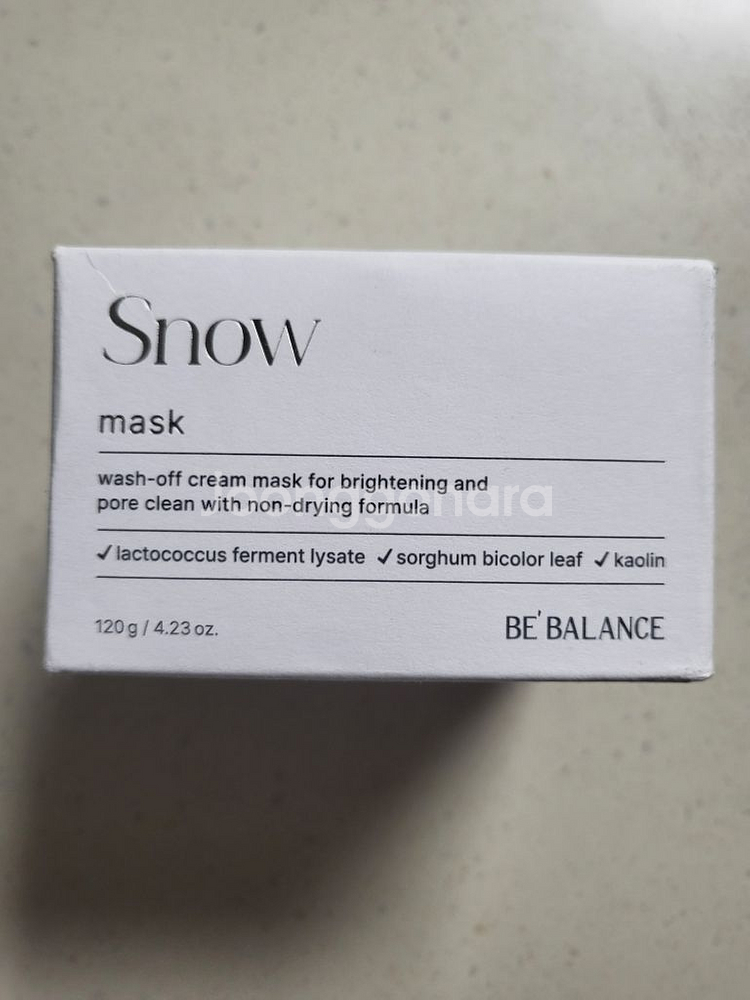 Snow
mask
wash-off cream mask for brightening and
pore clean with non-drying formula
✓lactococcus ferment lysate ✓sorghum bicolor leaf ✓kaolin
120g / 4.23 oz.
BE'BALANCE